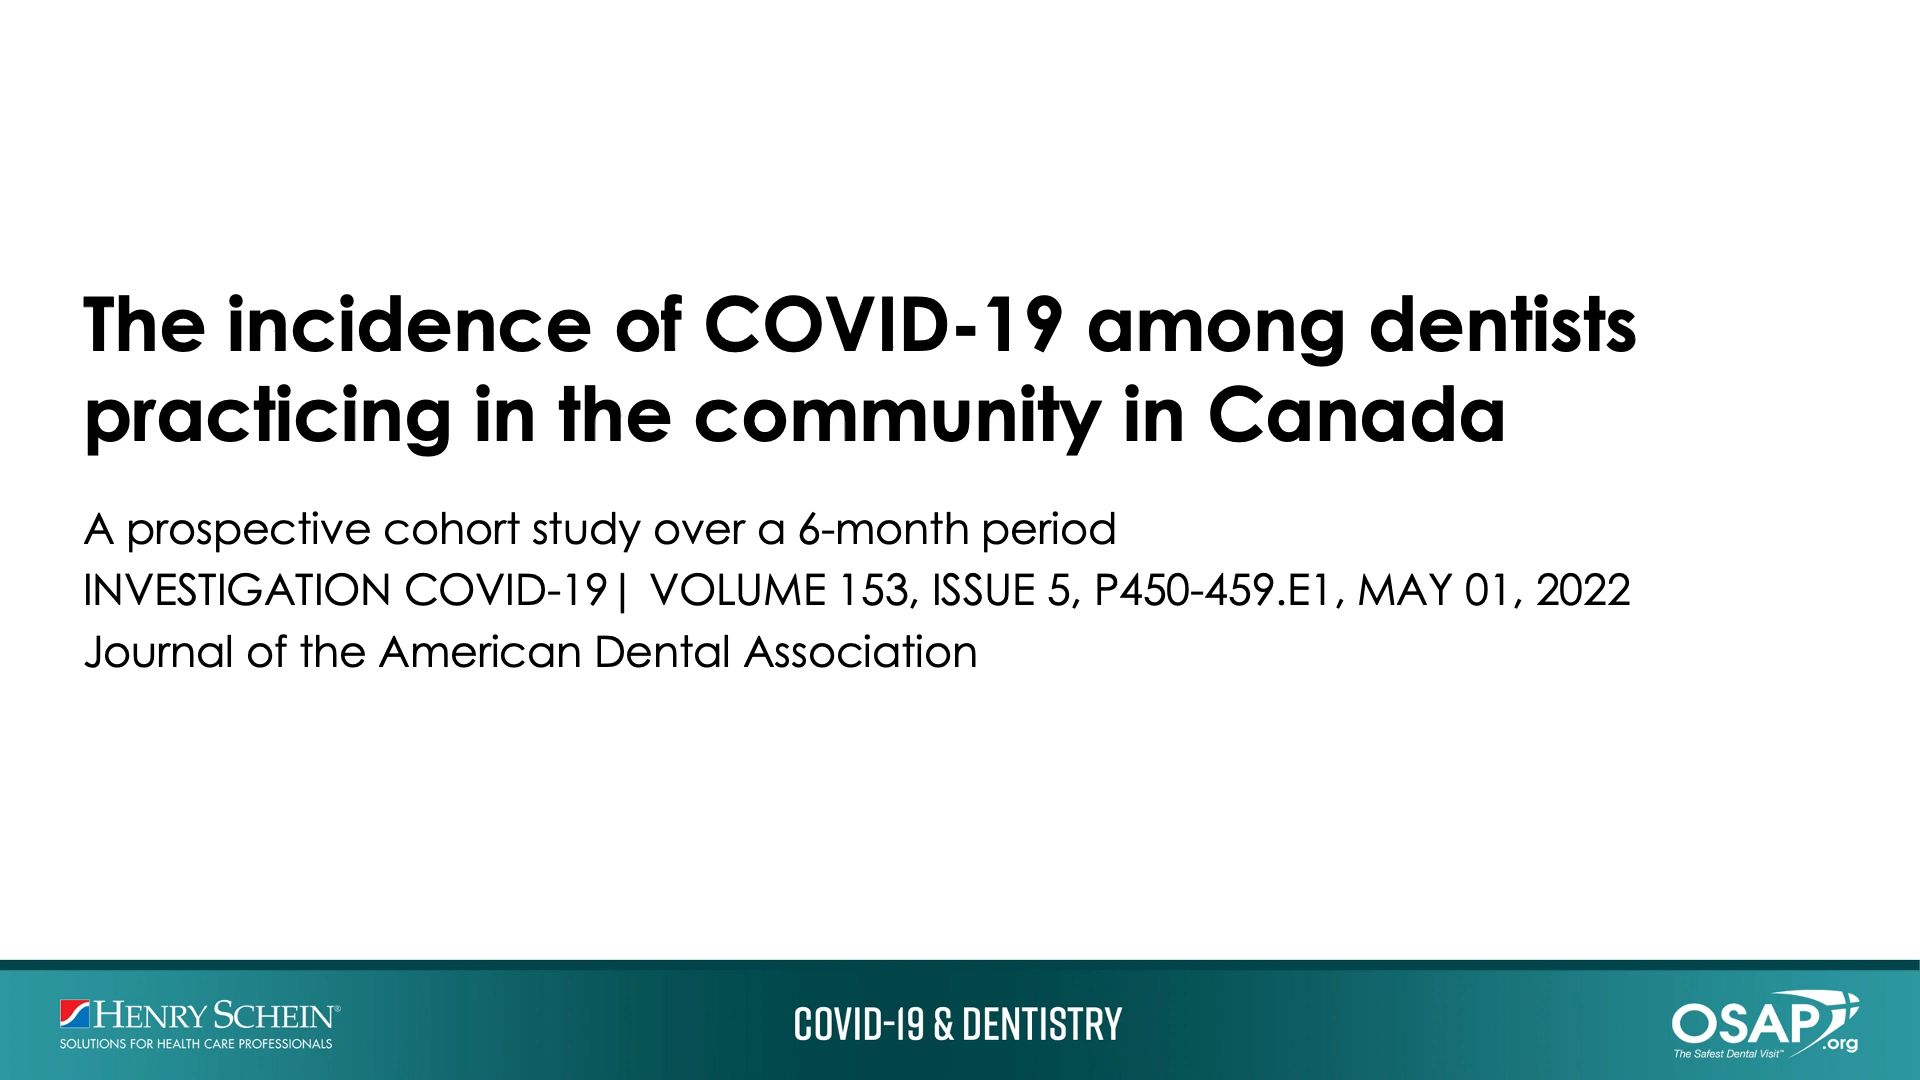 The incidence of COVID-19 among dentists
practicing in the community in Canada
A prospective cohort study over a 6-month period
INVESTIGATION COVID-19| VOLUME 153, ISSUE 5, P450-459.E1, MAY 01, 2022
Journal of the American Dental Association
HENRY SCHEIN®
SOLUTIONS FOR HEALTH CARE PROFESSIONALS
COVID-19 & DENTISTRY
OSAP
.org
The Safest Dental Visit™